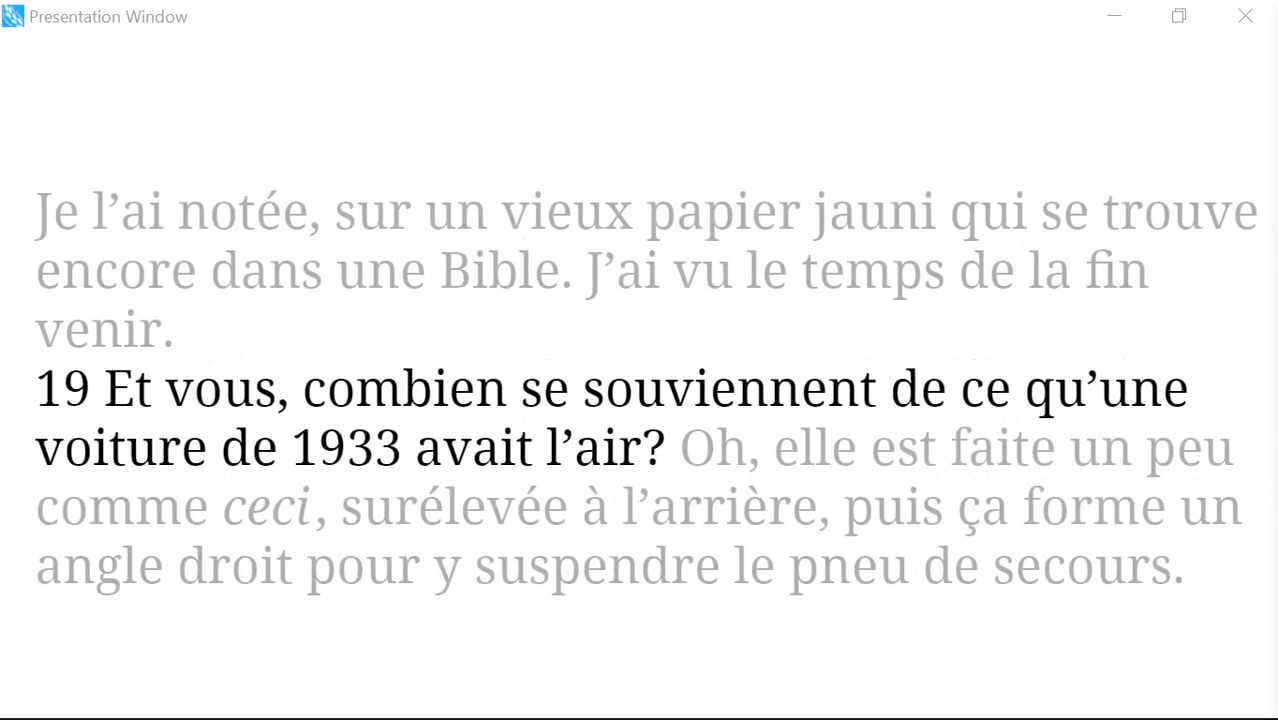 Presentation Window
Je l’ai notée, sur un vieux papier jauni qui se trouve
encore dans une Bible. J’ai vu le temps de la fin
venir.
19 Et vous, combien se souviennent de ce qu’une
voiture de 1933 avait l’air? Oh, elle est faite un peu
comme ceci, surélevée à l’arrière, puis ça forme un
angle droit pour y suspendre le pneu de secours.